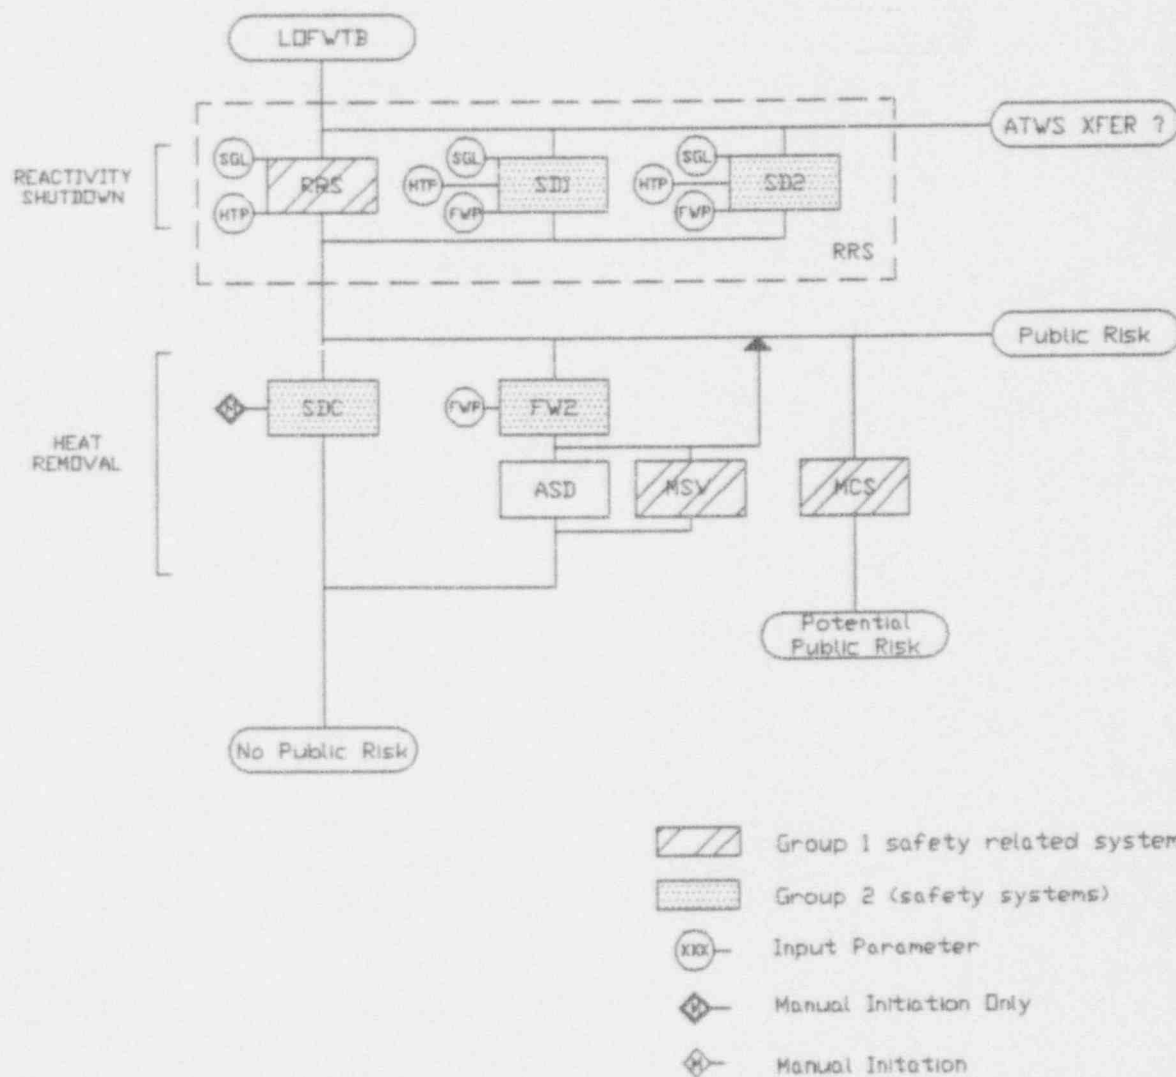 LOFWTB
ATWS XFER ?
REACTIVITY
SHUTDOWN
SGL
HTP
RRS
SGL
HTP
FWP
SD1
SGL
HTP
FWP
SD2
RRS
Public Risk
HEAT
REMOVAL
SDC
FWP
FW2
ASD
MSV
MCS
Potential
Public Risk
No Public Risk
Group 1 safety related system
Group 2 (safety systems)
XXX
Input Parameter
Manual Initiation Only
M
Manual Initation